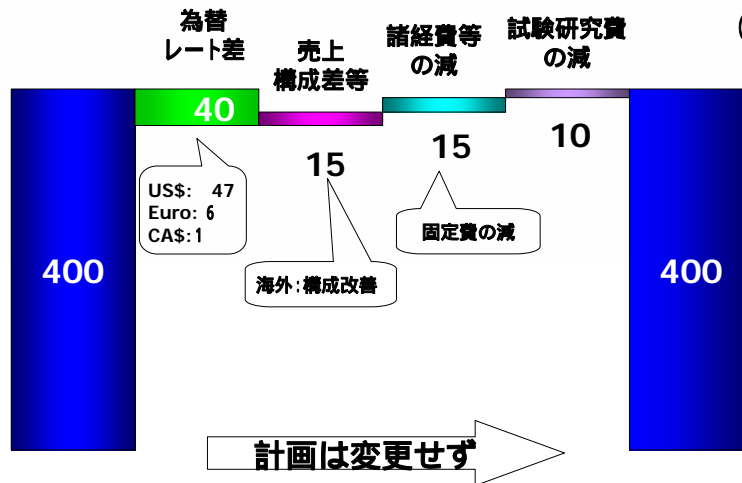 為替
レート差
売上
構成差等
諸経費等
の減
試験研究費
の減
(
40
15
15
10
US$: 47
Euro: 6
CA$:1
固定費の減
400
400
海外:構成改善
計画は変更せず